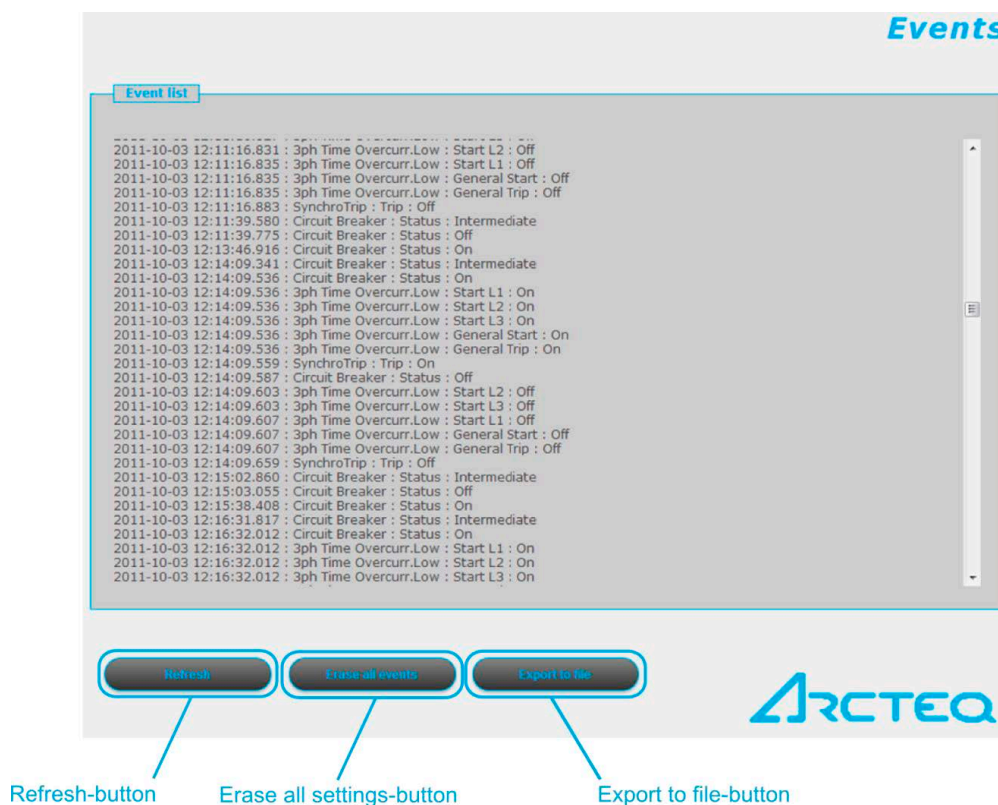 Events
Event list
2011-10-03 12:11:16.831 : 3ph Time Overcurr.Low : Start L2 : Off
2011-10-03 12:11:16.835 : 3ph Time Overcurr.Low : Start L1 : Off
2011-10-03 12:11:16.835 : 3ph Time Overcurr.Low : General Start : Off
2011-10-03 12:11:16.835 : 3ph Time Overcurr.Low : General Trip : Off
2011-10-03 12:11:16.883 : SynchroTrip : Trip : Off
2011-10-03 12:11:39.580 : Circuit Breaker : Status : Intermediate
2011-10-03 12:11:39.775 : Circuit Breaker : Status : Off
2011-10-03 12:13:46.916 : Circuit Breaker : Status : On
2011-10-03 12:14:09.341 : Circuit Breaker : Status : Intermediate
2011-10-03 12:14:09.536 : Circuit Breaker : Status : On
2011-10-03 12:14:09.536 : 3ph Time Overcurr.Low : Start L1 : On
2011-10-03 12:14:09.536 : 3ph Time Overcurr.Low : Start L2 : On
2011-10-03 12:14:09.536 : 3ph Time Overcurr.Low : Start L3 : On
2011-10-03 12:14:09.536 : 3ph Time Overcurr.Low : General Start : On
2011-10-03 12:14:09.536 : 3ph Time Overcurr.Low : General Trip : On
2011-10-03 12:14:09.559 : SynchroTrip : Trip : On
2011-10-03 12:14:09.587 : Circuit Breaker : Status : Off
2011-10-03 12:14:09.603 : 3ph Time Overcurr.Low : Start L2 : Off
2011-10-03 12:14:09.603 : 3ph Time Overcurr.Low : Start L3 : Off
2011-10-03 12:14:09.607 : 3ph Time Overcurr.Low : Start L1 : Off
2011-10-03 12:14:09.607 : 3ph Time Overcurr.Low : General Start : Off
2011-10-03 12:14:09.607 : 3ph Time Overcurr.Low : General Trip : Off
2011-10-03 12:14:09.659 : SynchroTrip : Trip : Off
2011-10-03 12:15:02.860 : Circuit Breaker : Status : Intermediate
2011-10-03 12:15:03.055 : Circuit Breaker : Status : Off
2011-10-03 12:15:38.408 : Circuit Breaker : Status : On
2011-10-03 12:16:31.817 : Circuit Breaker : Status : Intermediate
2011-10-03 12:16:32.012 : Circuit Breaker : Status : On
2011-10-03 12:16:32.012 : 3ph Time Overcurr.Low : Start L1 : On
2011-10-03 12:16:32.012 : 3ph Time Overcurr.Low : Start L2 : On
2011-10-03 12:16:32.012 : 3ph Time Overcurr.Low : Start L3 : On
Refresh
Erase all events
Export to file
ARCTEQ
Refresh-button
Erase all settings-button
Export to file-button